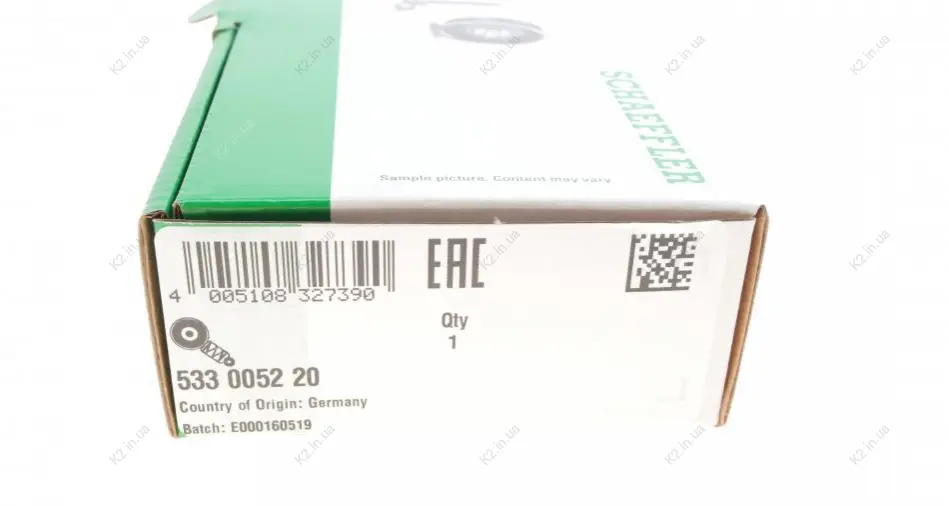 SCHAEFFLER
Sample picture. Content may vary
4 005108 327390
EAC
Qty
1
533 0052 20
Country of Origin: Germany
Batch: E000160519
K2.in.ua